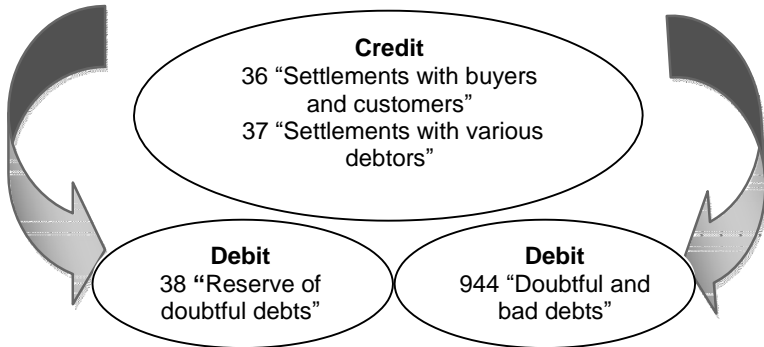 Credit
36 “Settlements with buyers
and customers”
37 “Settlements with various
debtors”
Debit
38 “Reserve of
doubtful debts”
Debit
944 “Doubtful and
bad debts”